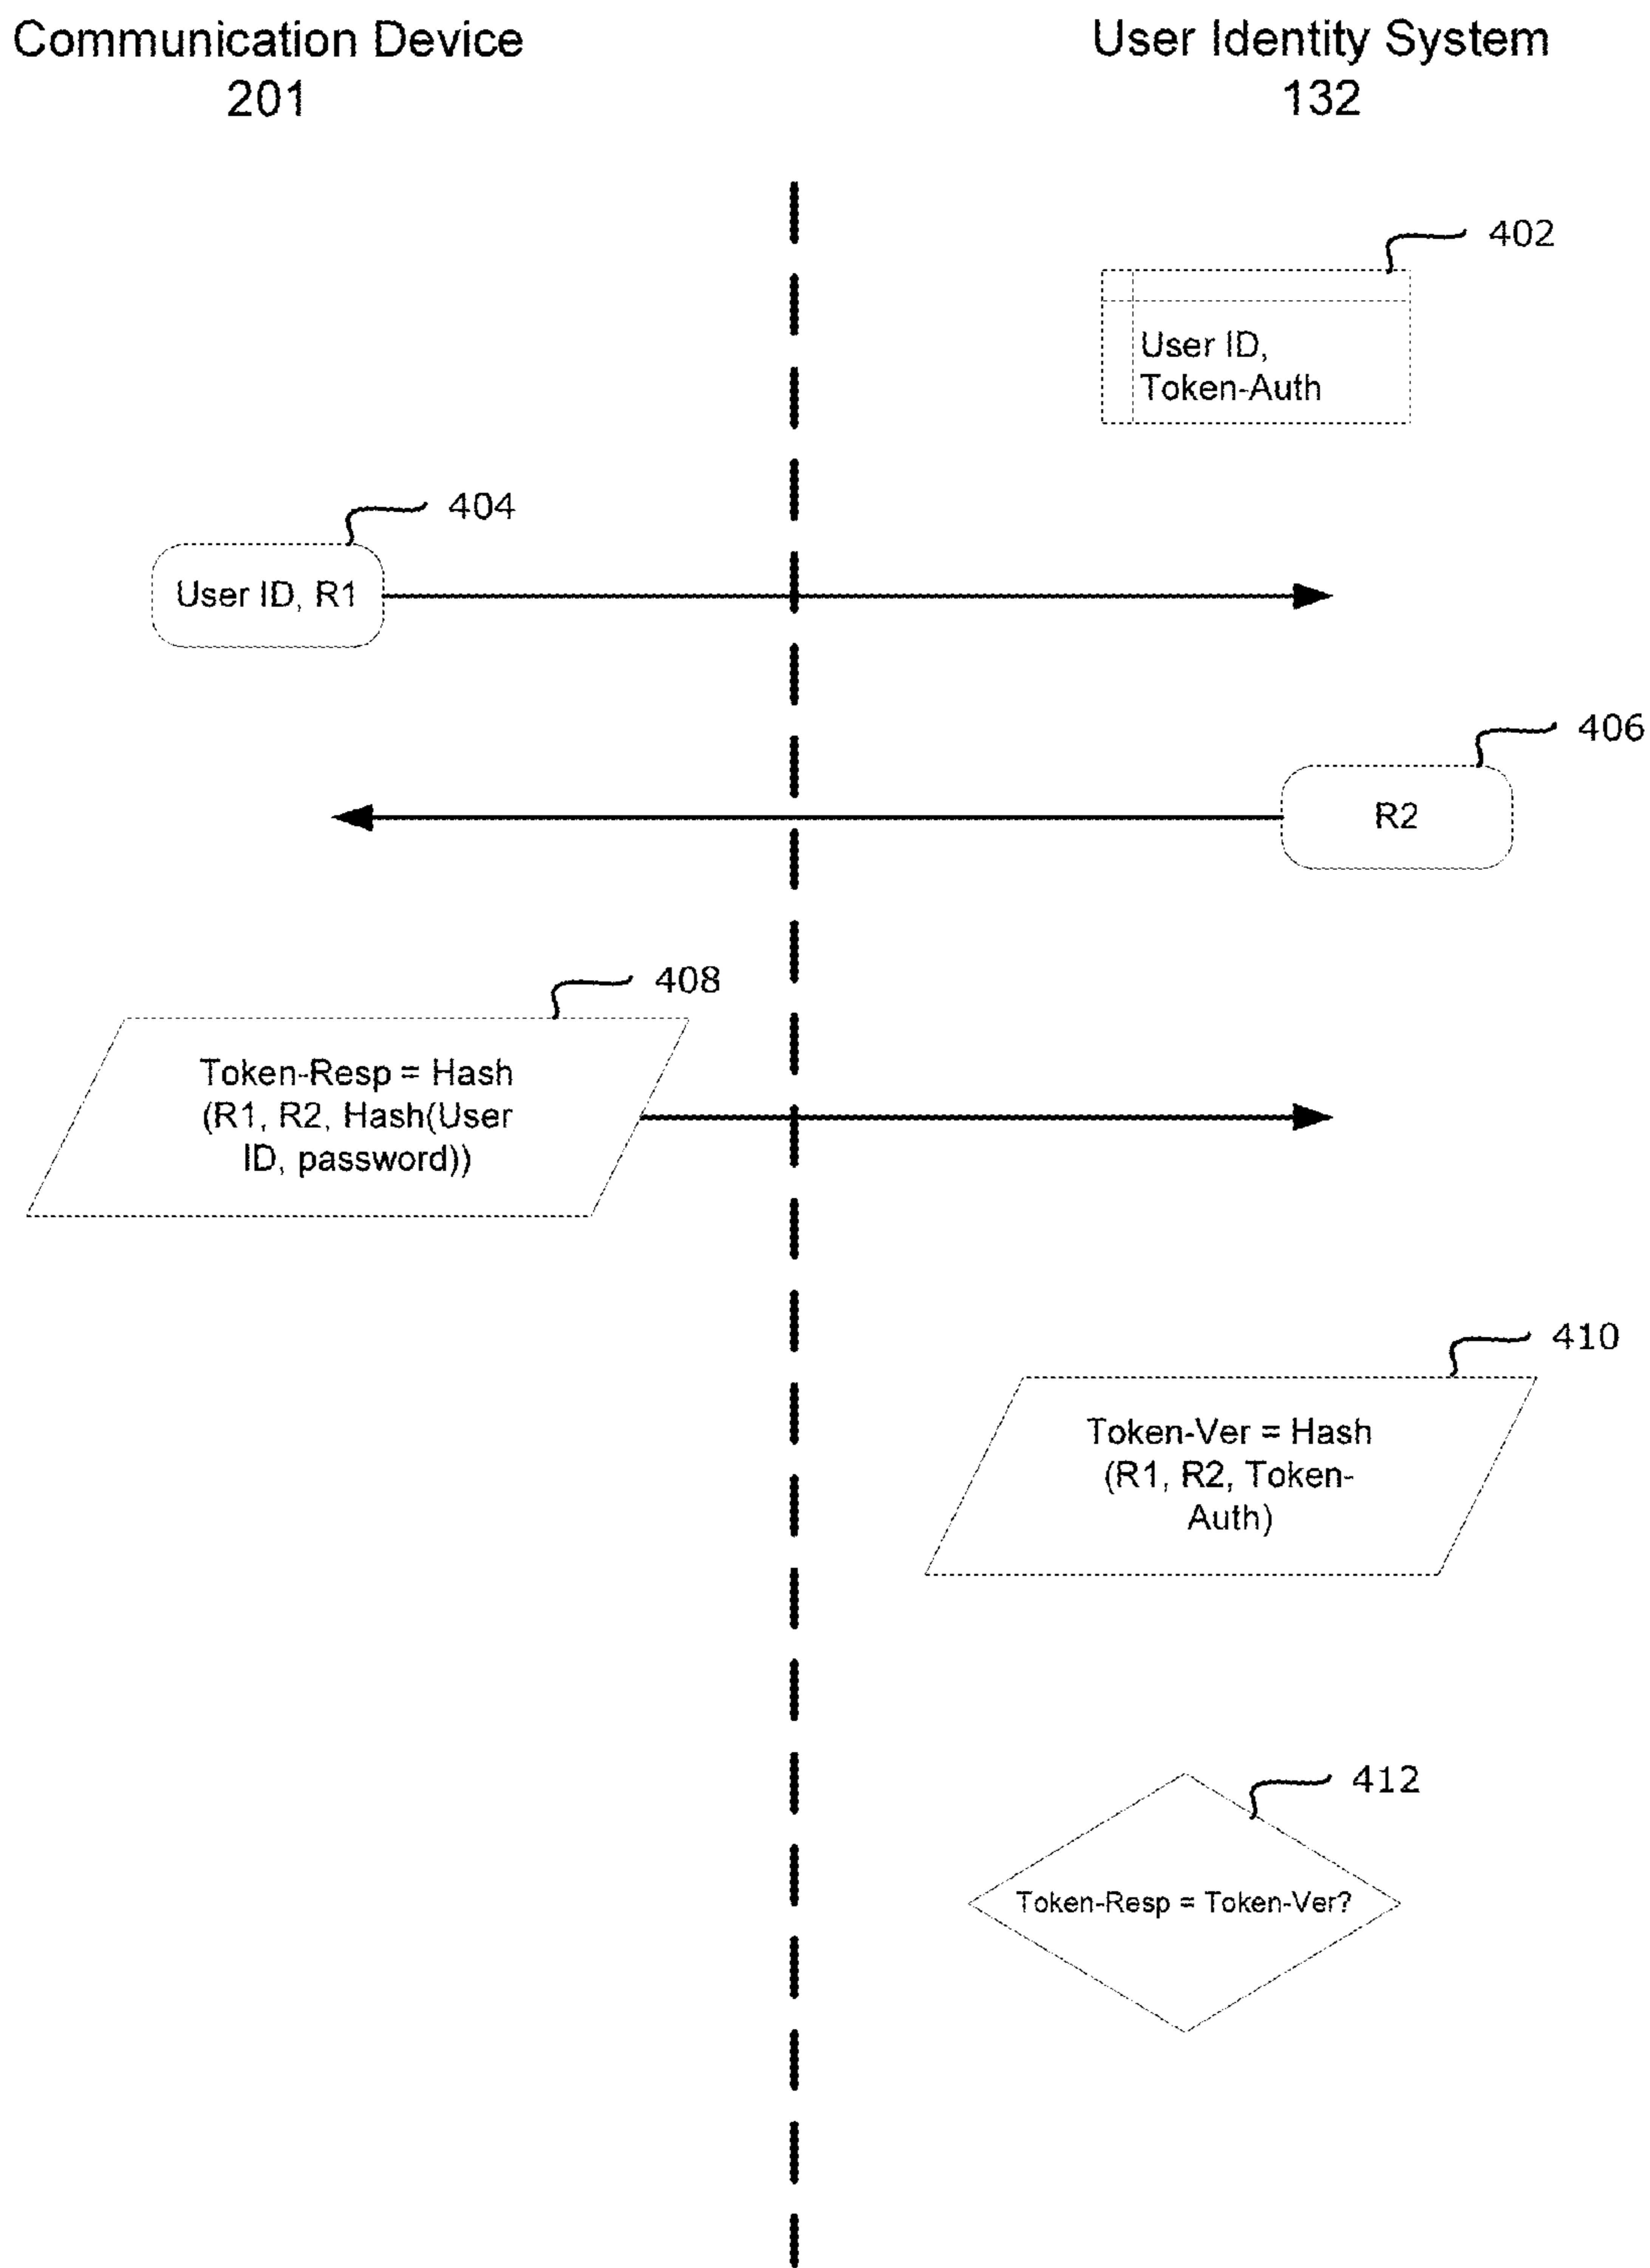 Communication Device
201
User Identity System
132
402
User ID,
Token-Auth
404
User ID, R1
406
R2
408
Token-Resp = Hash
(R1, R2, Hash(User
ID, password))
410
Token-Ver = Hash
(R1, R2, Token-
Auth)
412
Token-Resp = Token-Ver?